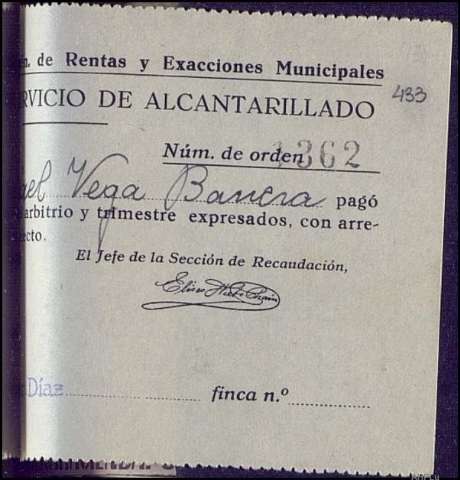 n. de Rentas y Exacciones Municipales
433
RVICIO DE ALCANTARILLADO
Núm. de orden 1362
ael Vega Barrera pagó
arbitrio y trimestre expresados, con arre-
ecto.
El Jefe de la Sección de Recaudación,
Díaz finca n.º